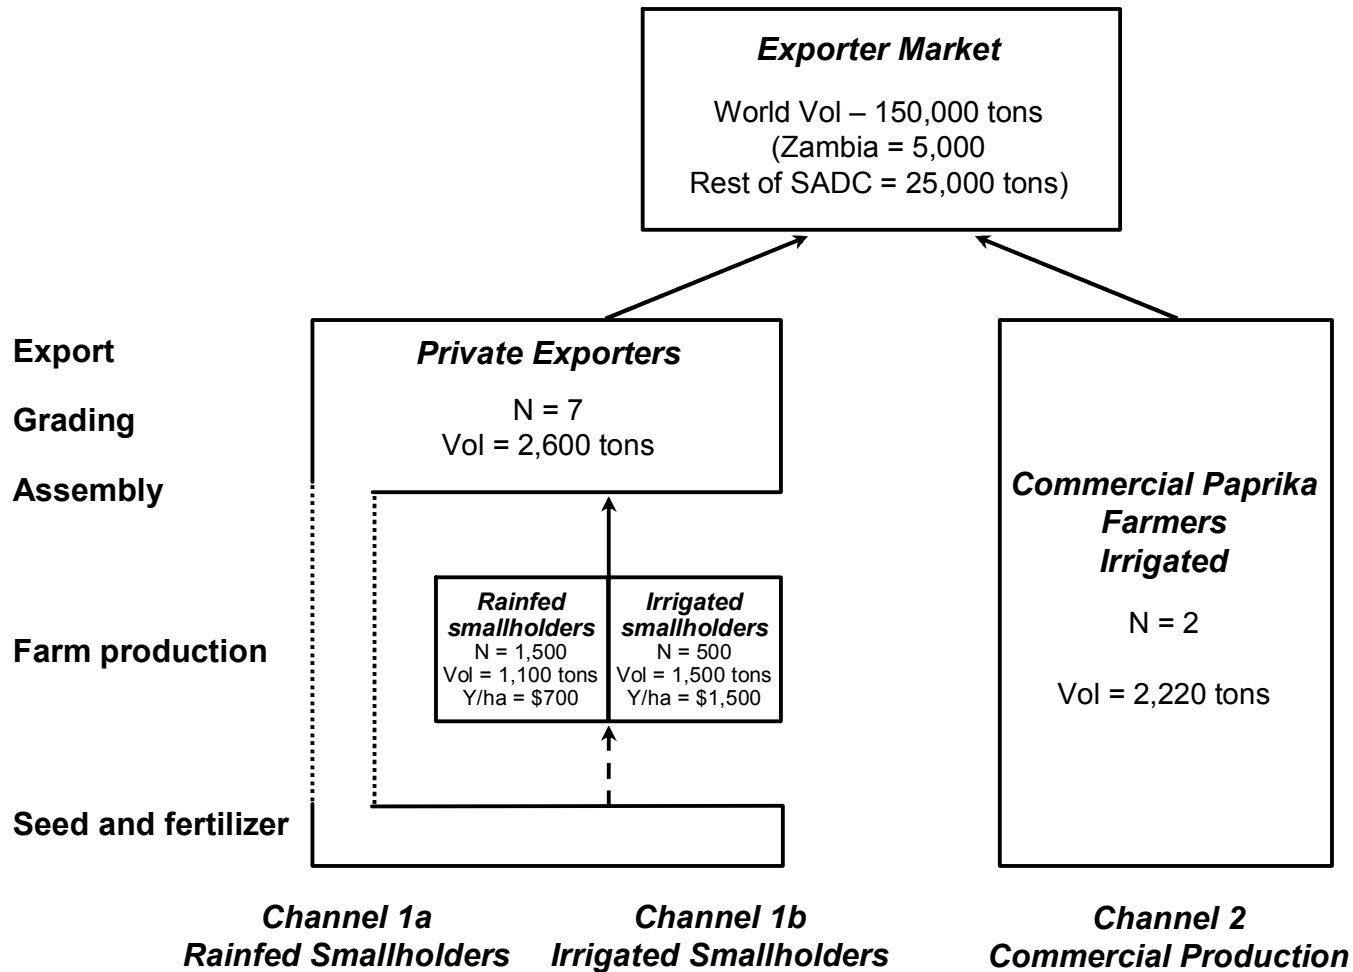 Exporter Market
World Vol – 150,000 tons
(Zambia = 5,000
Rest of SADC = 25,000 tons)
Export
Grading
Assembly
Farm production
Seed and fertilizer
Private Exporters
N = 7
Vol = 2,600 tons
Rainfed
smallholders
N = 1,500
Vol = 1,100 tons
Y/ha = $700
Irrigated
smallholders
N = 500
Vol = 1,500 tons
Y/ha = $1,500
Commercial Paprika
Farmers
Irrigated
N = 2
Vol = 2,220 tons
Channel 1a
Rainfed Smallholders
Channel 1b
Irrigated Smallholders
Channel 2
Commercial Production